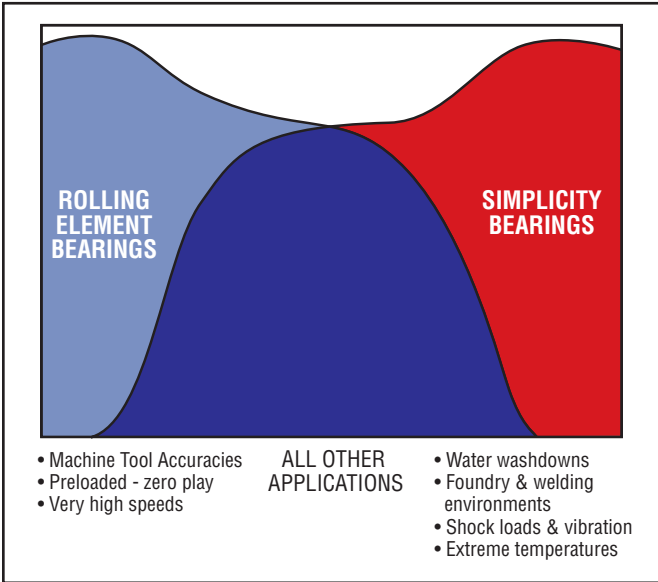 ROLLING
ELEMENT
BEARINGS
SIMPLICITY
BEARINGS
• Machine Tool Accuracies
• Preloaded - zero play
• Very high speeds
ALL OTHER
APPLICATIONS
• Water washdowns
• Foundry & welding
environments
• Shock loads & vibration
• Extreme temperatures